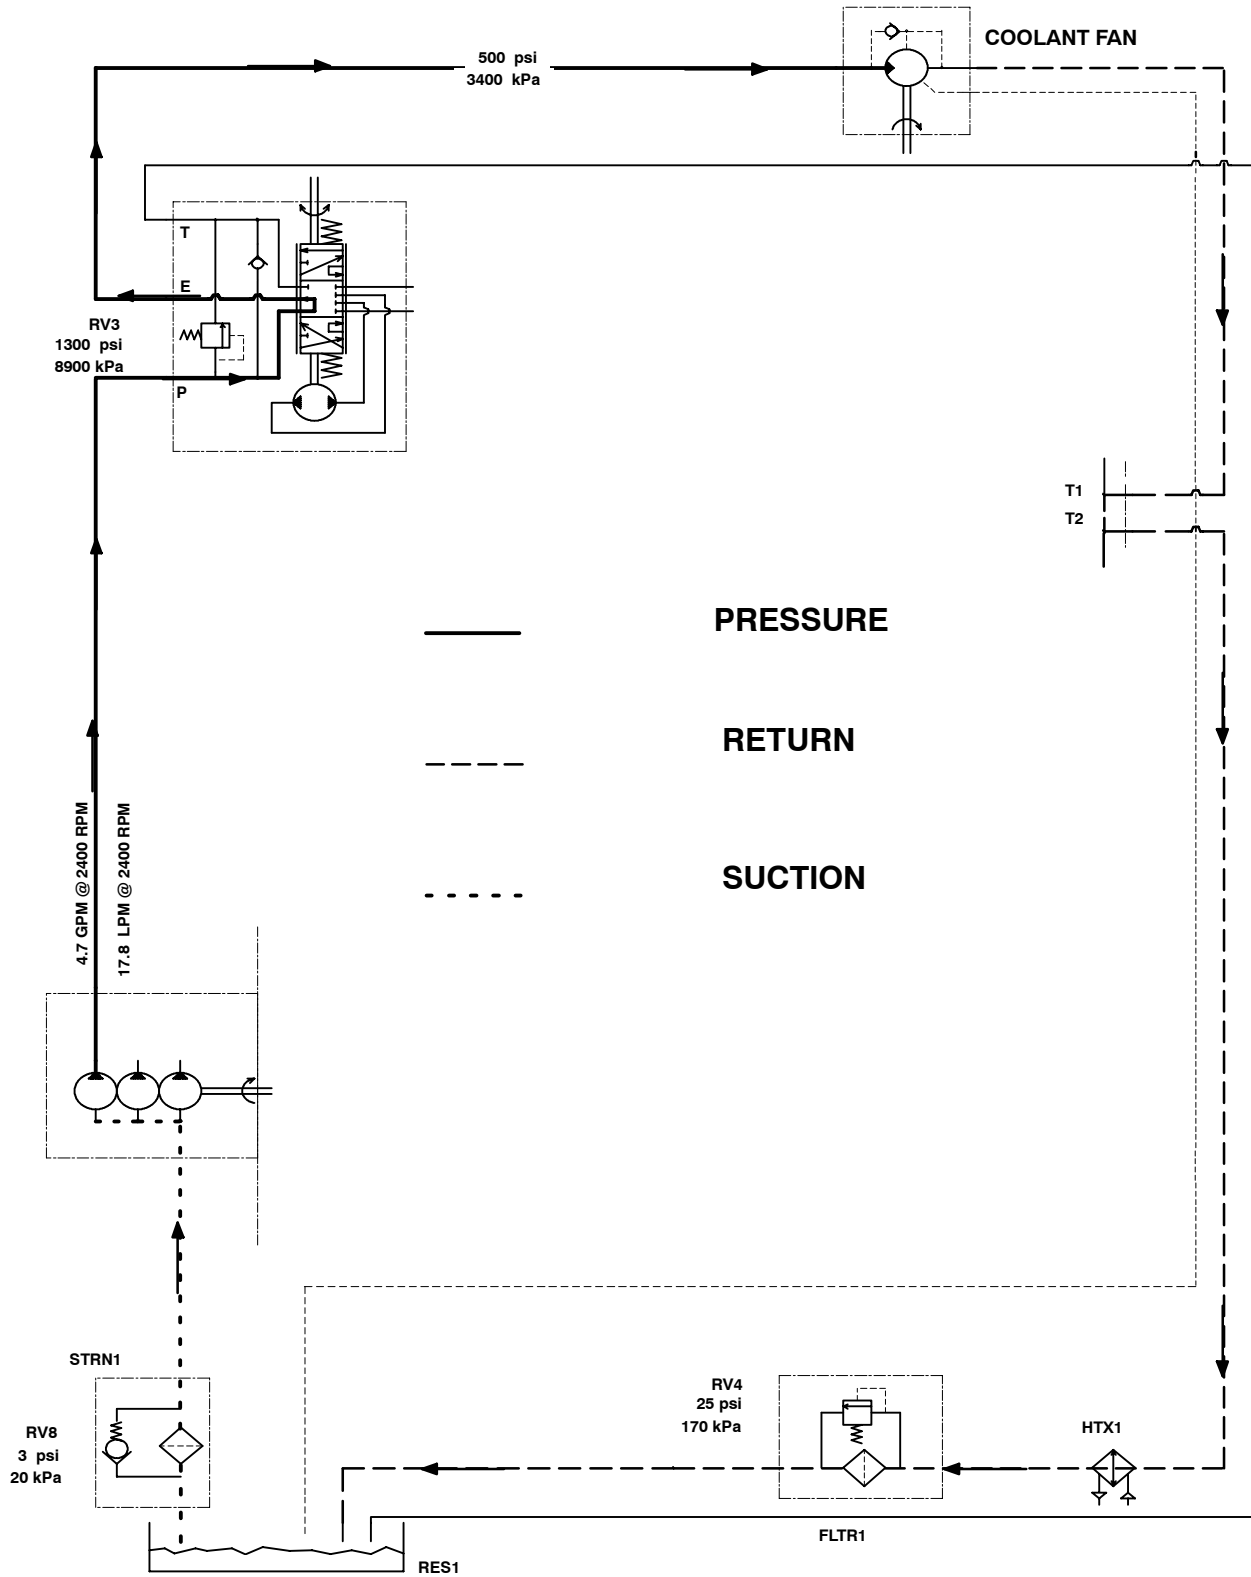 COOLANT FAN
500 psi
3400 kPa
T
E
RV3
1300 psi
8900 kPa
P
T1
T2
PRESSURE
RETURN
SUCTION
4.7 GPM @ 2400 RPM
17.8 LPM @ 2400 RPM
STRN1
RV8
3 psi
20 kPa
RV4
25 psi
170 kPa
HTX1
FLTR1
RES1